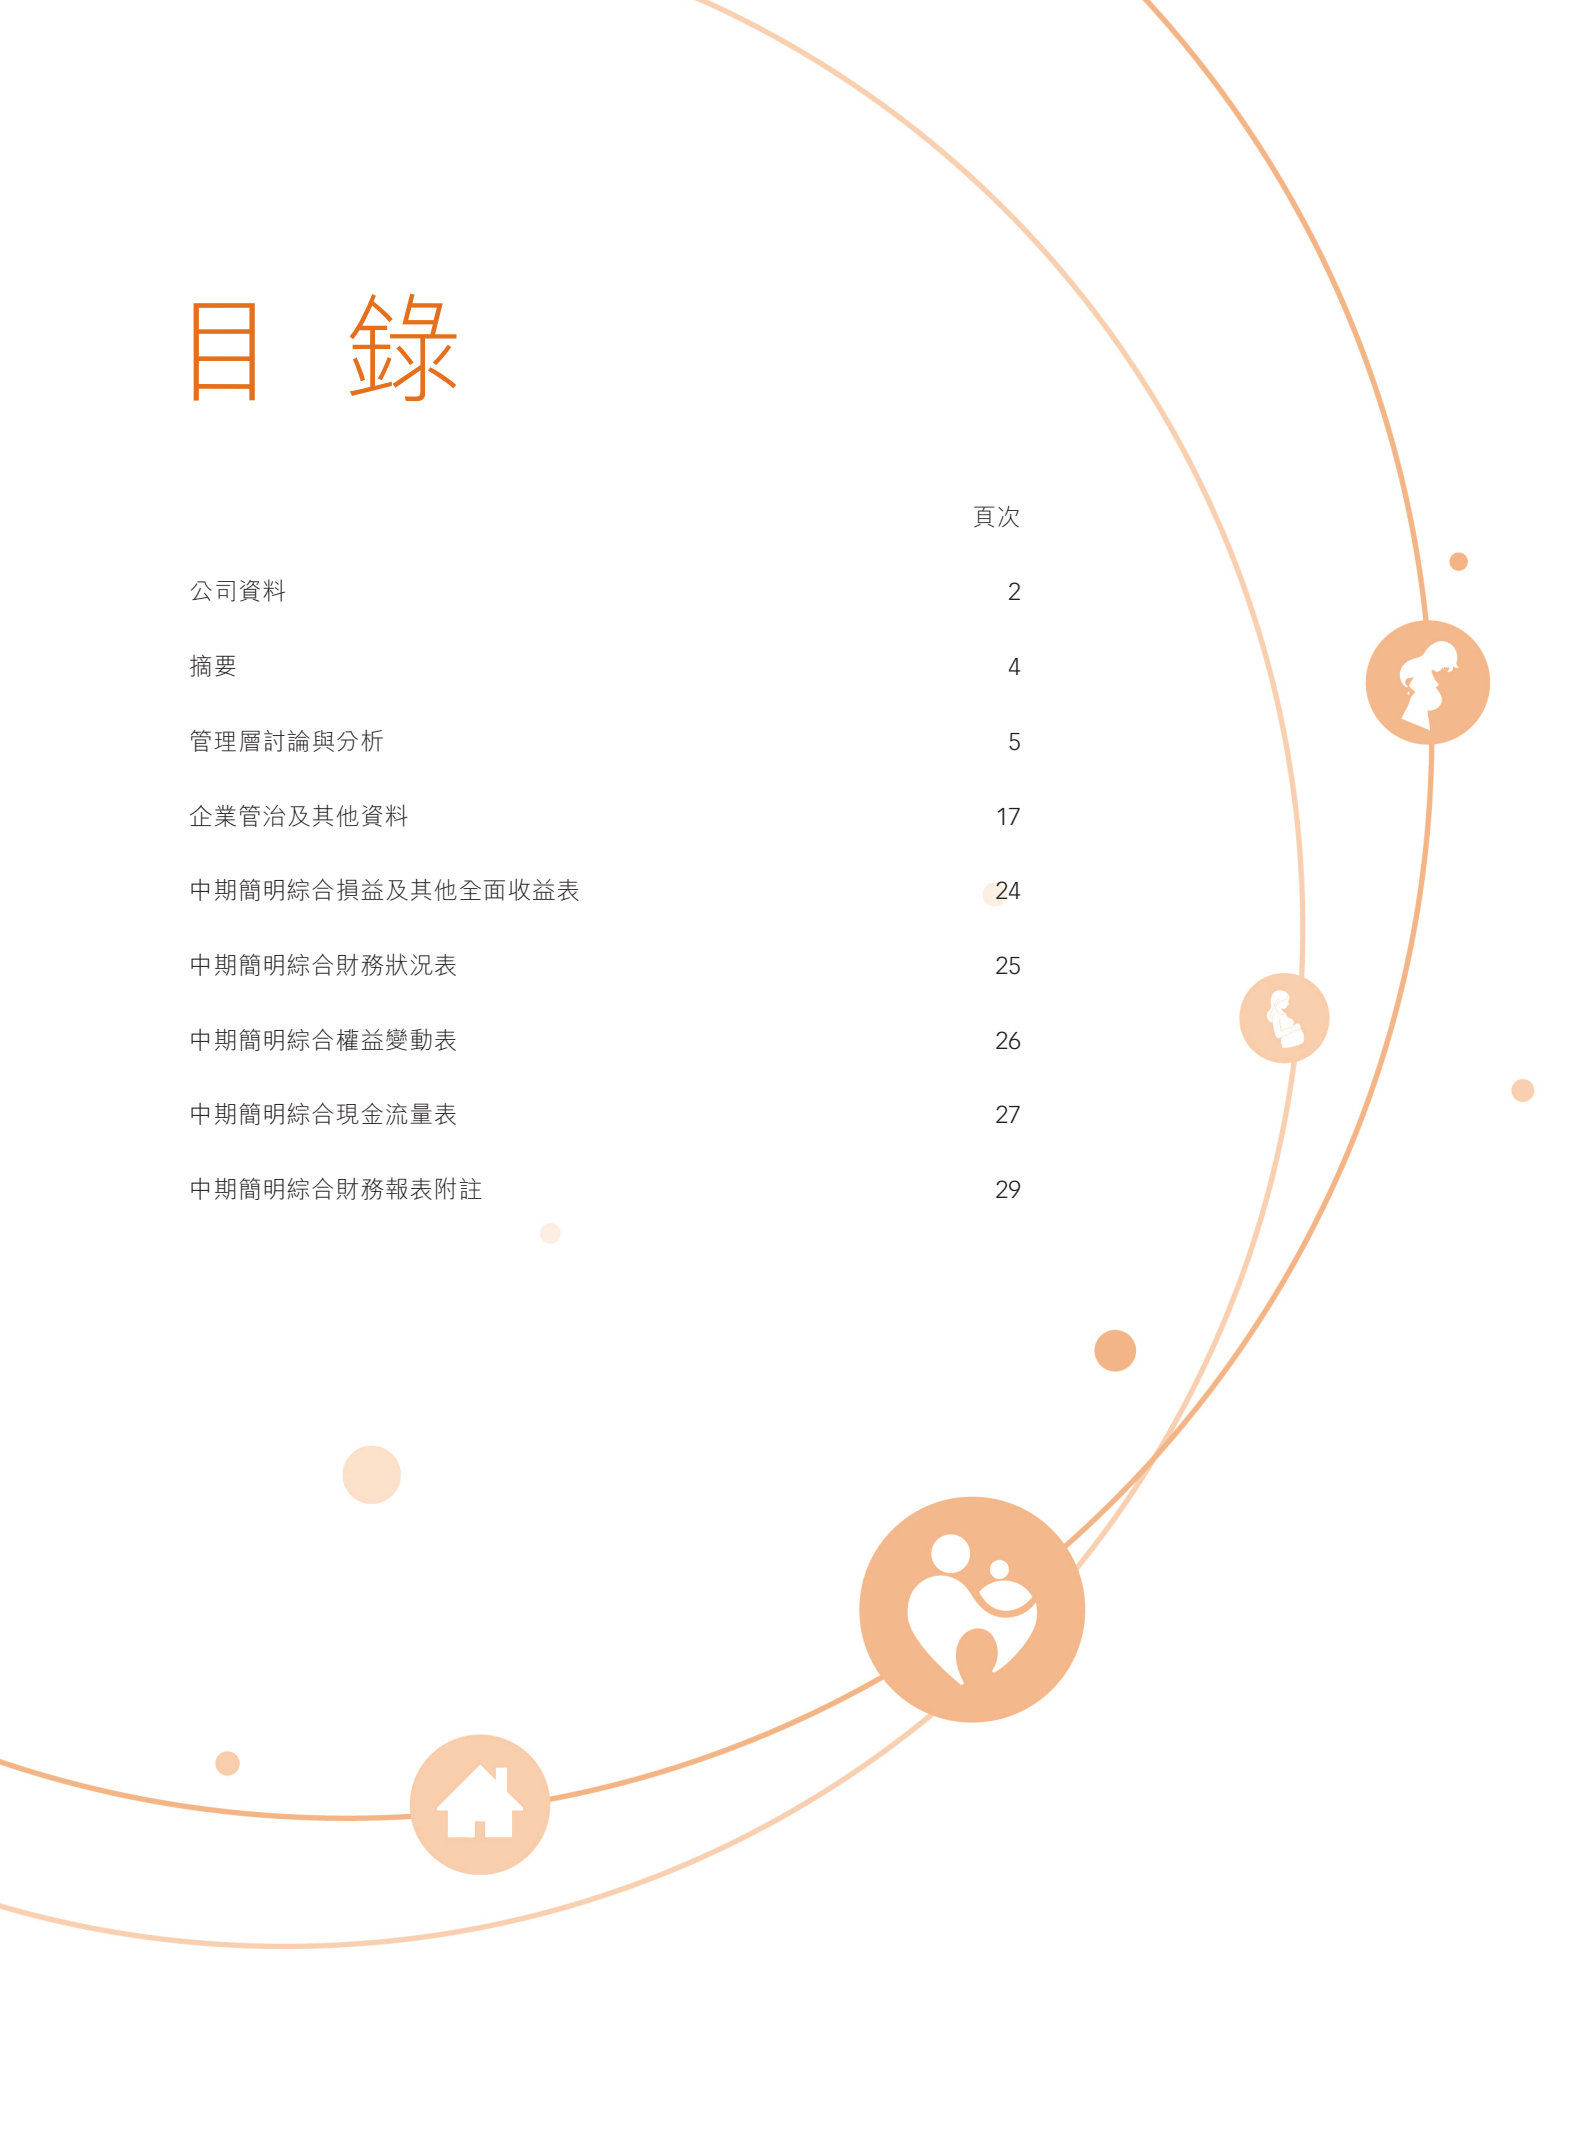 目錄
頁次
公司資料 2
摘要 4
管理層討論與分析 5
企業管治及其他資料 17
中期簡明綜合損益及其他全面收益表 24
中期簡明綜合財務狀況表 25
中期簡明綜合權益變動表 26
中期簡明綜合現金流量表 27
中期簡明綜合財務報表附註 29